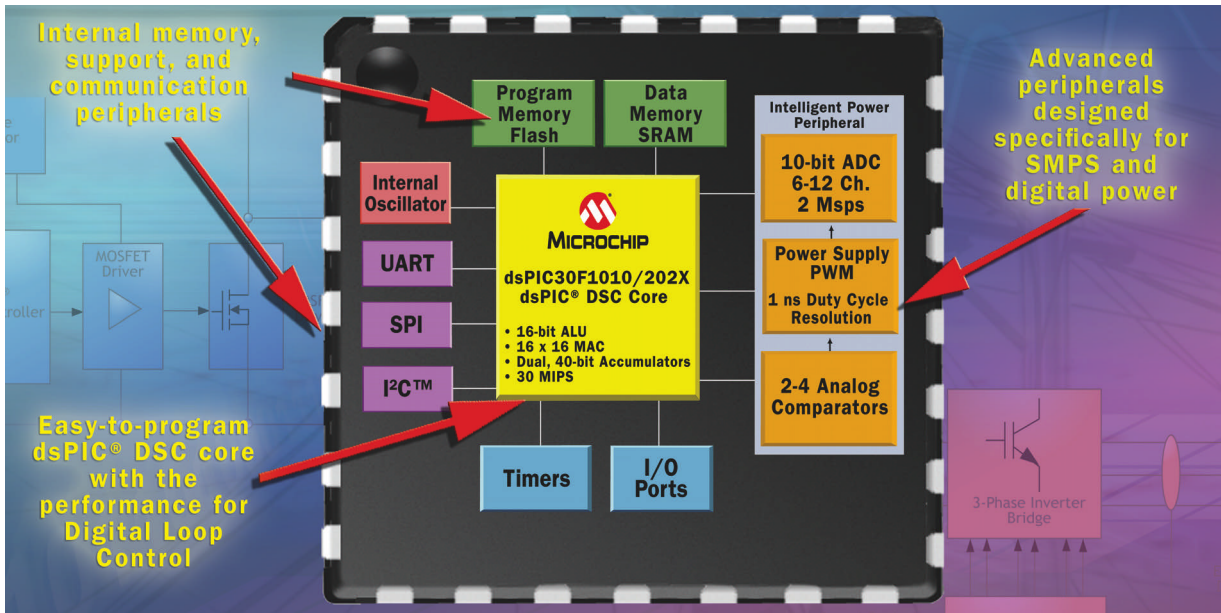 Internal memory,
support, and
communication
peripherals
Advanced
peripherals
designed
specifically for
SMPS and
digital power
Easy-to-program
dsPIC® DSC core
with the
performance for
Digital Loop
Control
Program
Memory
Flash
Data
Memory
SRAM
Internal
Oscillator
UART
SPI
I²C™
MICROCHIP
dsPIC30F1010/202X
dsPIC® DSC Core
• 16-bit ALU
• 16 x 16 MAC
• Dual, 40-bit Accumulators
• 30 MIPS
Intelligent Power
Peripheral
10-bit ADC
6-12 Ch.
2 Msps
Power Supply
PWM
1 ns Duty Cycle
Resolution
2-4 Analog
Comparators
Timers
I/O
Ports
MOSFET
Driver
3-Phase Inverter
Bridge